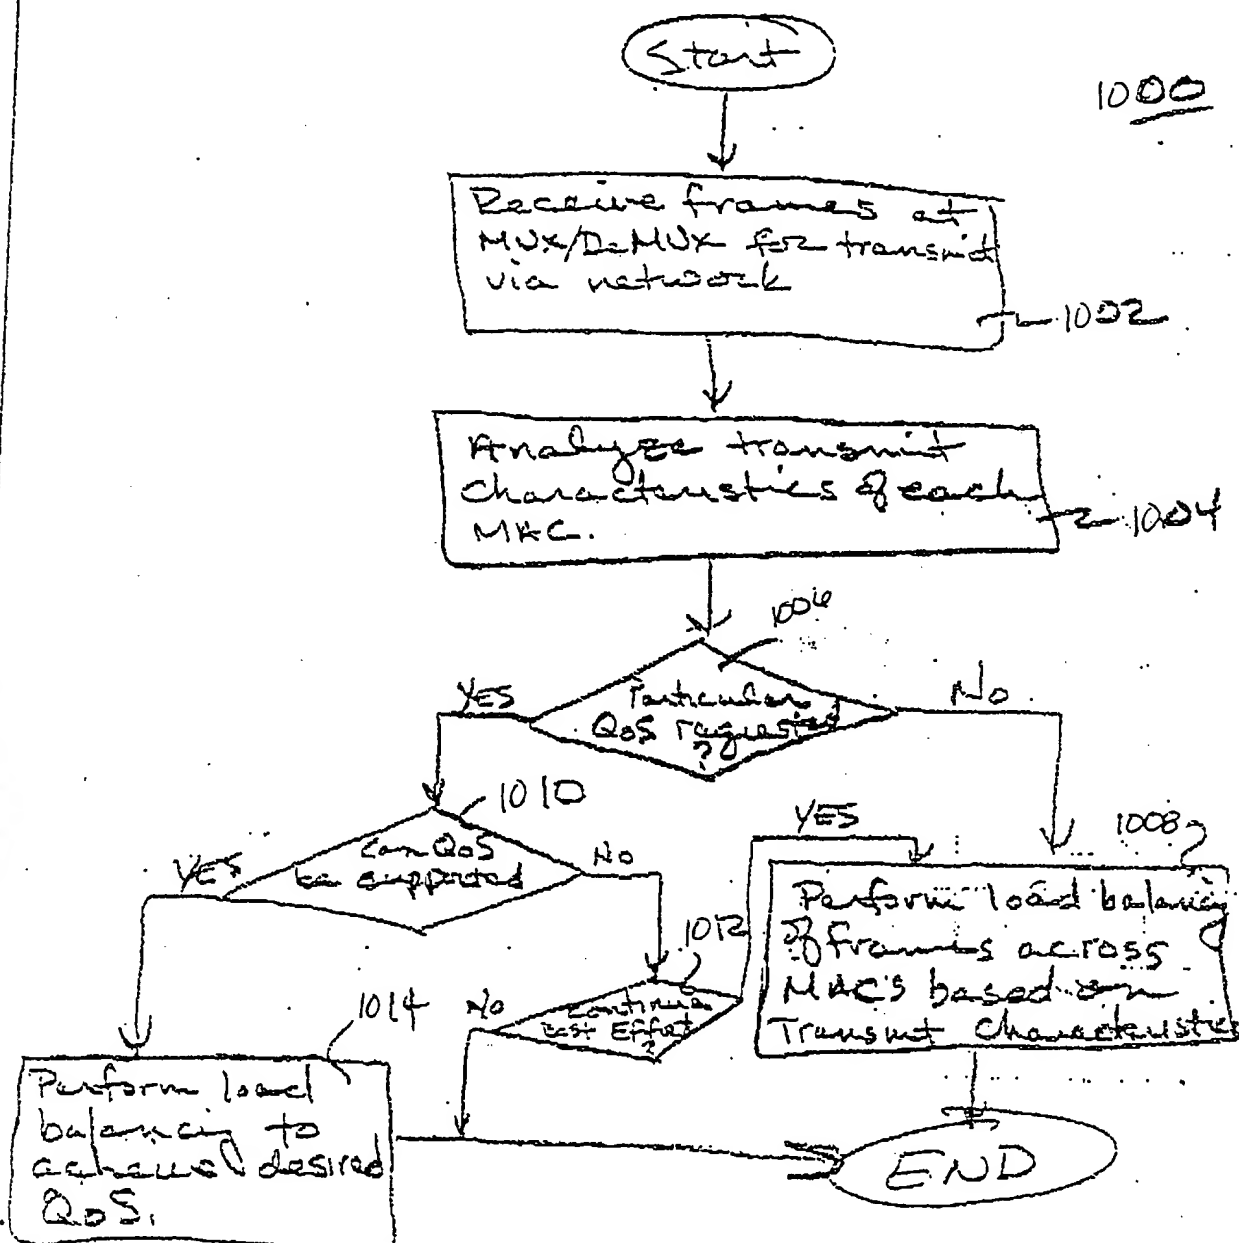 Start
1000
Receive frames at
MUX/DeMUX for transmit
via network
1002
Analyze transmit
characteristics of each
MAC.
1004
1006
Particular
QoS requested
?
YES
No
1010
can QoS
be supported
YES
No
1012
continue
Best Effort
?
No
YES
1008
Perform load balancing
of frames across
MAC's based on
Transmit Characteristics
1014
Perform load
balancing to
achieve desired
QoS.
END